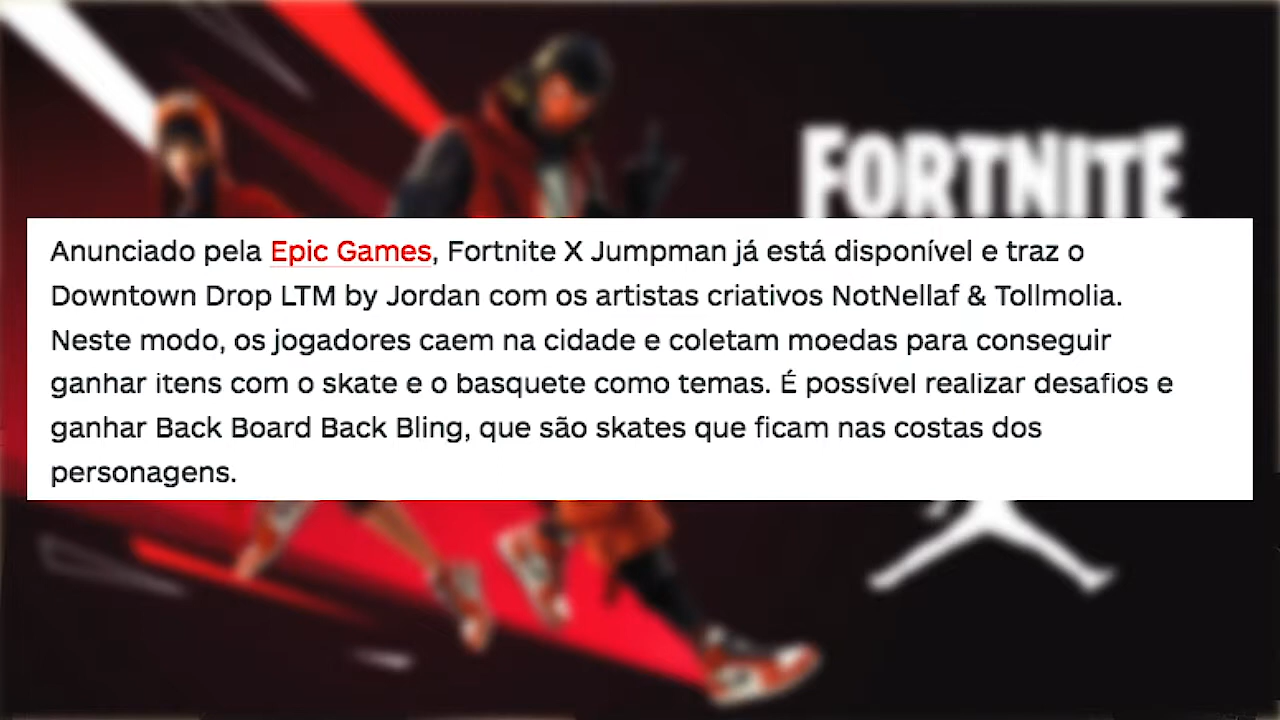 FORTNITE
Anunciado pela Epic Games, Fortnite X Jumpman já está disponível e traz o
Downtown Drop LTM by Jordan com os artistas criativos NotNellaf & Tollmolia.
Neste modo, os jogadores caem na cidade e coletam moedas para conseguir
ganhar itens com o skate e o basquete como temas. É possível realizar desafios e
ganhar Back Board Back Bling, que são skates que ficam nas costas dos
personagens.